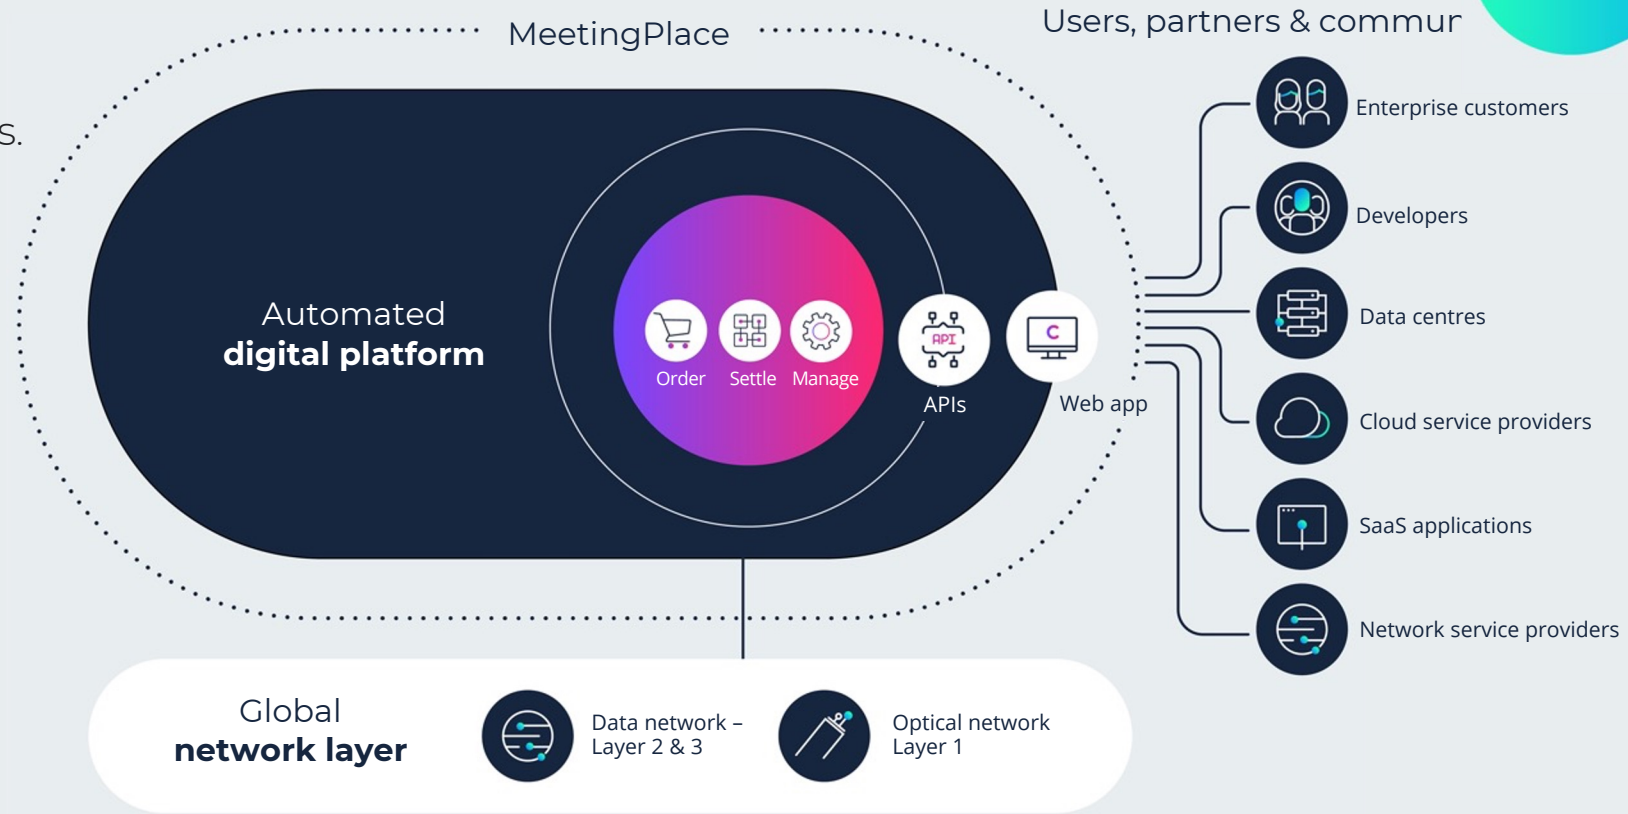 MeetingPlace
Users, partners &
s.
Automated
digital platform
Order
Settle
Manage
API
APIs
C
Web app
Enterprise customers
Developers
Data centres
Cloud service providers
SaaS applications
Network service providers
Global
network layer
Data network –
Layer 2 & 3
Optical network
Layer 1